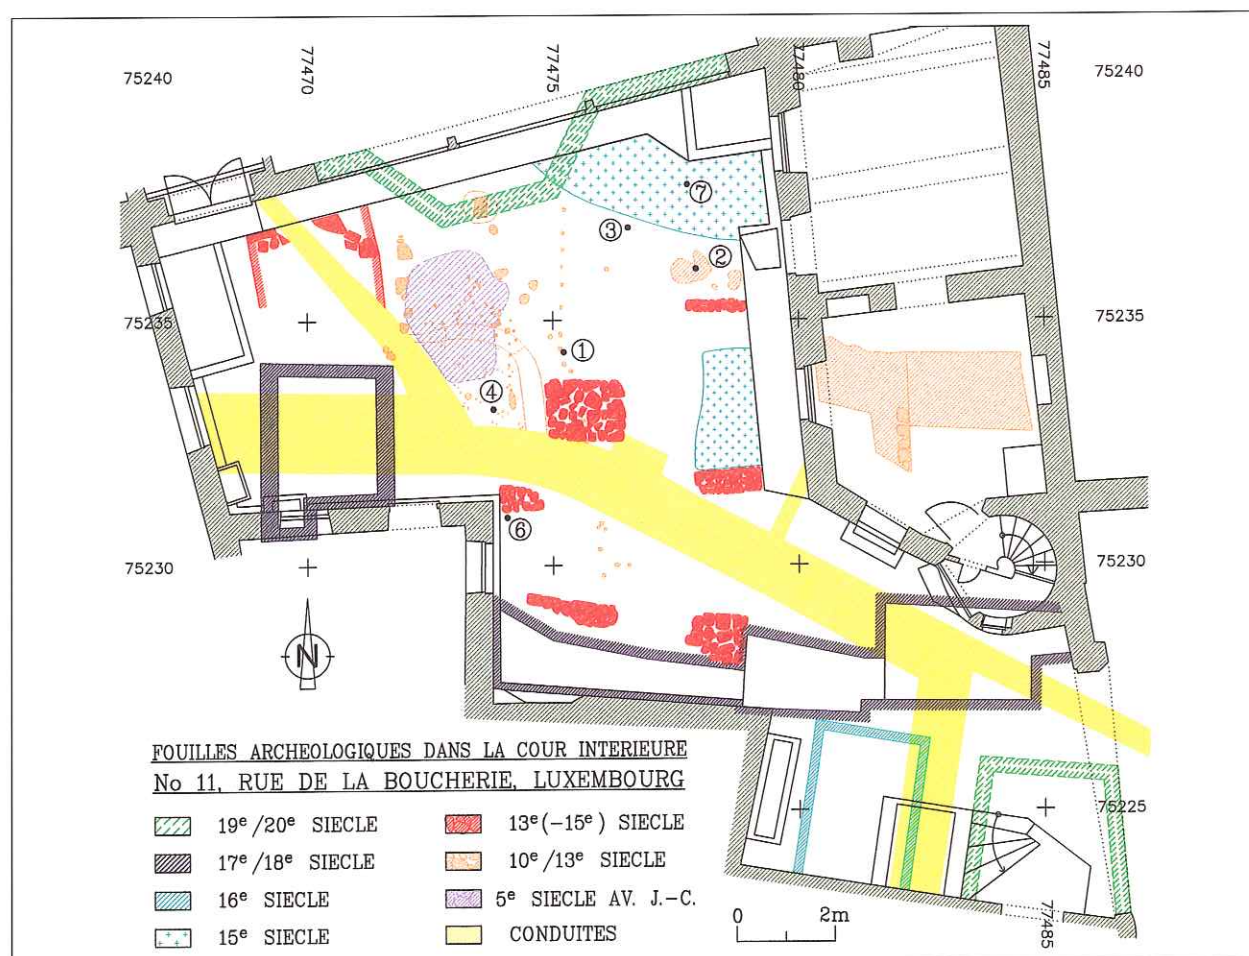 77470
77475
77480
77485
75240
75240
⑦
③
②
75235
75235
①
④
⑥
75230
75230
N
FOUILLES ARCHEOLOGIQUES DANS LA COUR INTERIEURE
No 11, RUE DE LA BOUCHERIE, LUXEMBOURG
75225
19e/20e SIECLE
13e(-15e) SIECLE
17e/18e SIECLE
10e/13e SIECLE
16e SIECLE
5e SIECLE AV. J.-C.
15e SIECLE
CONDUITES
0 2m
77485